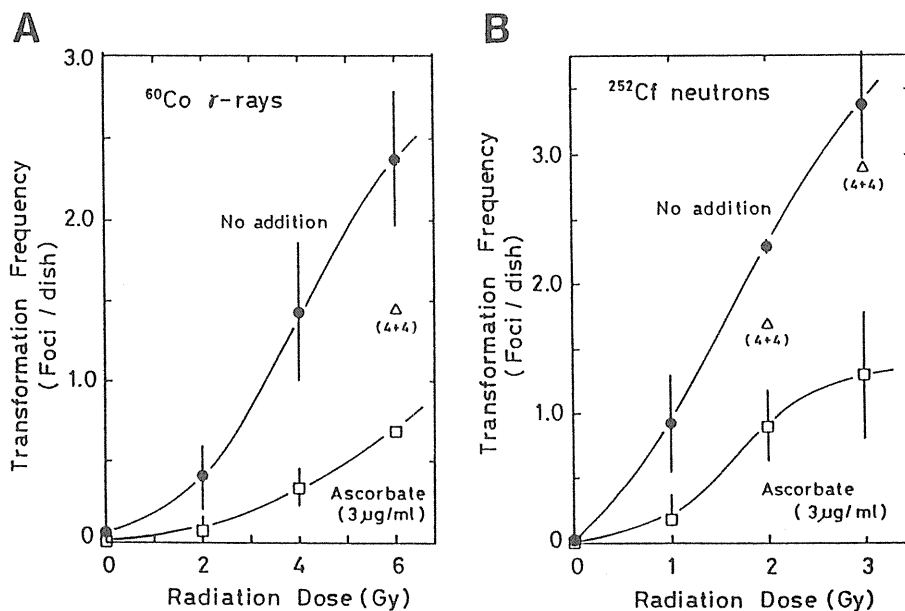 A
3.0
2.0
1.0
0
⁶⁰Co γ-rays
No addition
(4+4)
Ascorbate
(3μg/ml)
0
2
4
6
Radiation Dose (Gy)
Transformation Frequency
(Foci / dish)
B
3.0
2.0
1.0
0
²⁵²Cf neutrons
No addition
(4+4)
(4+4)
Ascorbate
(3μg/ml)
0
1
2
3
Radiation Dose (Gy)
Transformation Frequency
(Foci / dish)